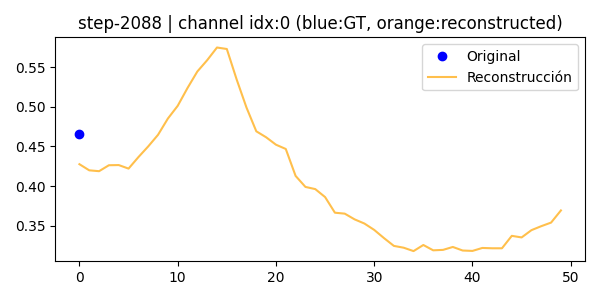 step-2088 | channel idx:0 (blue:GT, orange:reconstructed)
Original
Reconstrucción
0.55
0.50
0.45
0.40
0.35
0 10 20 30 40 50